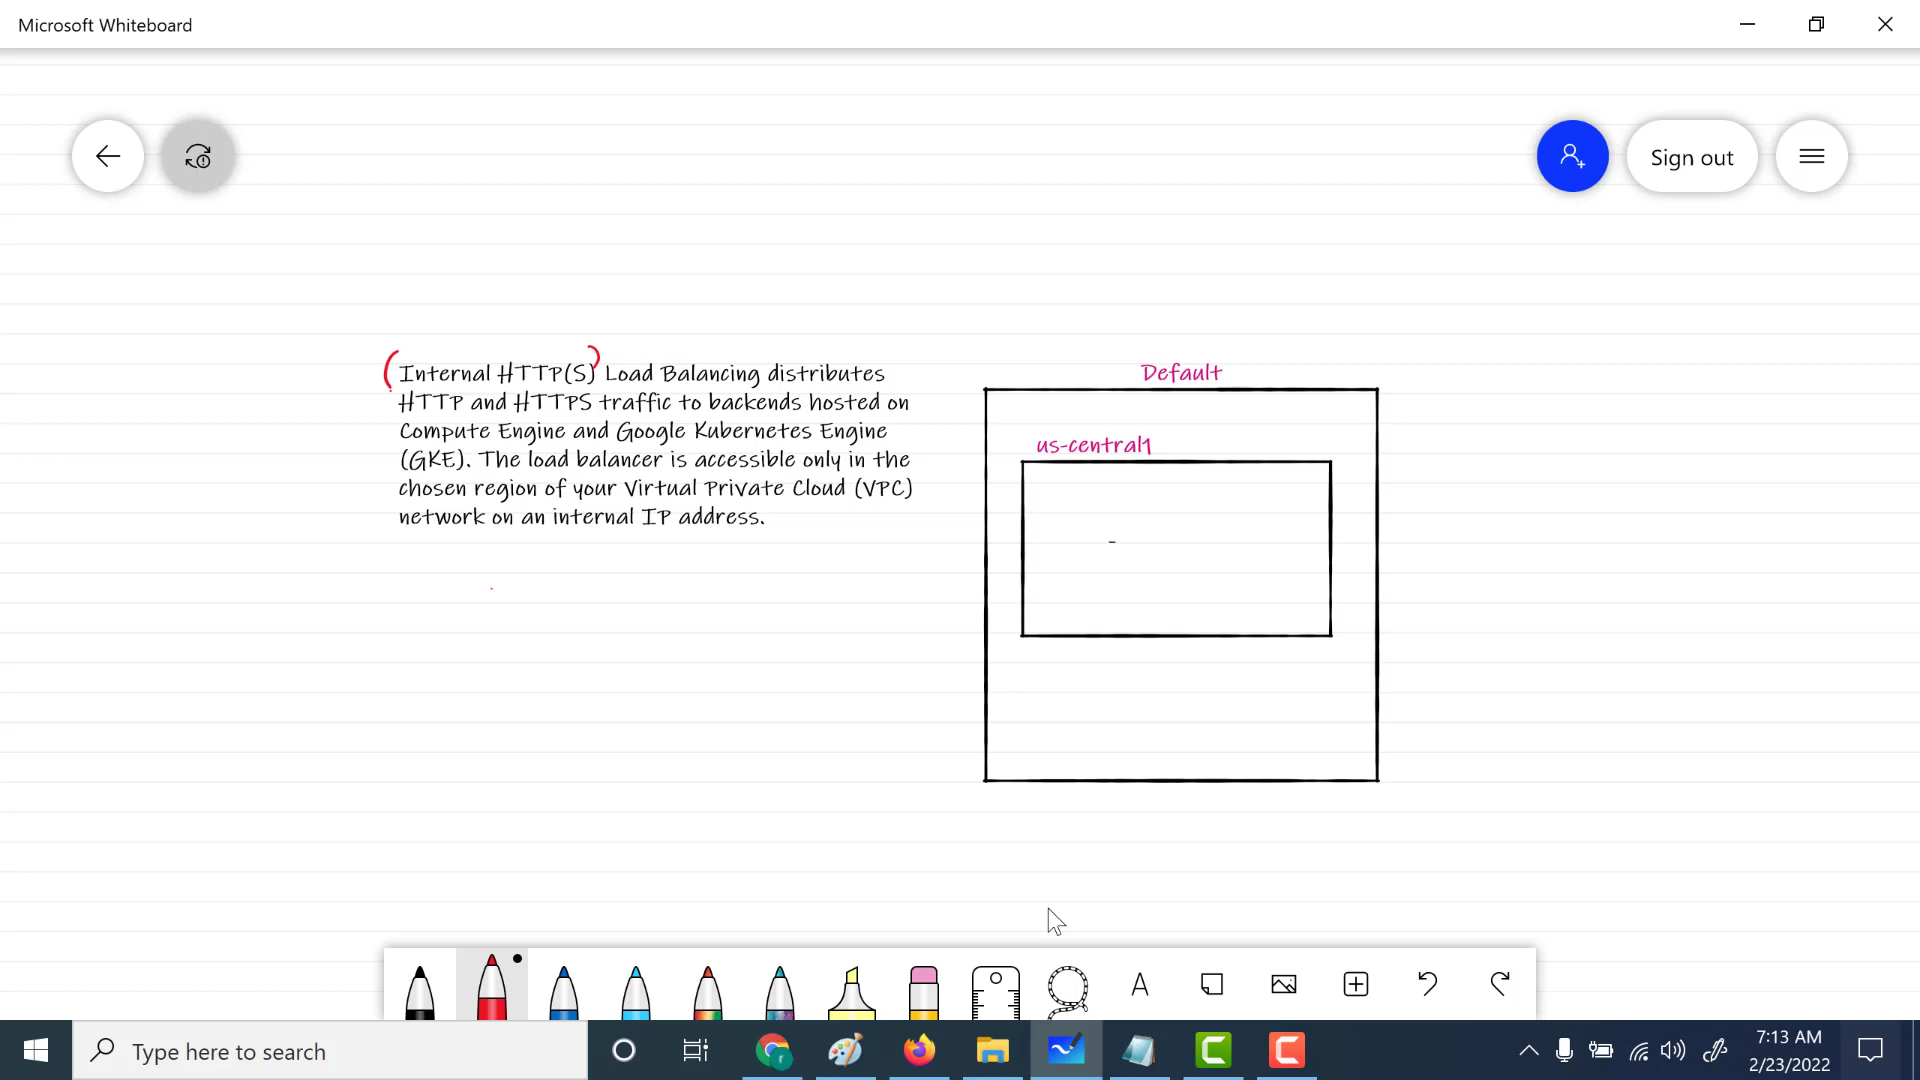 Microsoft Whiteboard
Sign out
Internal HTTP(S) Load Balancing distributes
HTTP and HTTPS traffic to backends hosted on
Compute Engine and Google Kubernetes Engine
(GKE). The load balancer is accessible only in the
chosen region of your Virtual Private Cloud (VPC)
network on an internal IP address.
Default
us-central1
A
Type here to search
7:13 AM
2/23/2022